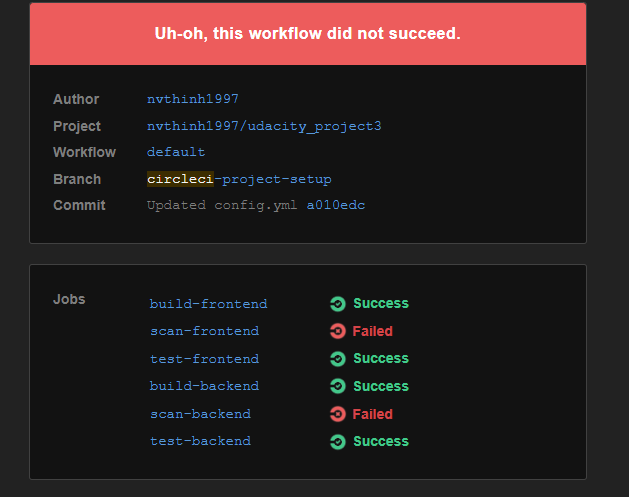 Uh-oh, this workflow did not succeed.
Author nvthinh1997
Project nvthinh1997/udacity_project3
Workflow default
Branch circleci-project-setup
Commit Updated config.yml a010edc
Jobs
build-frontend Success
scan-frontend Failed
test-frontend Success
build-backend Success
scan-backend Failed
test-backend Success